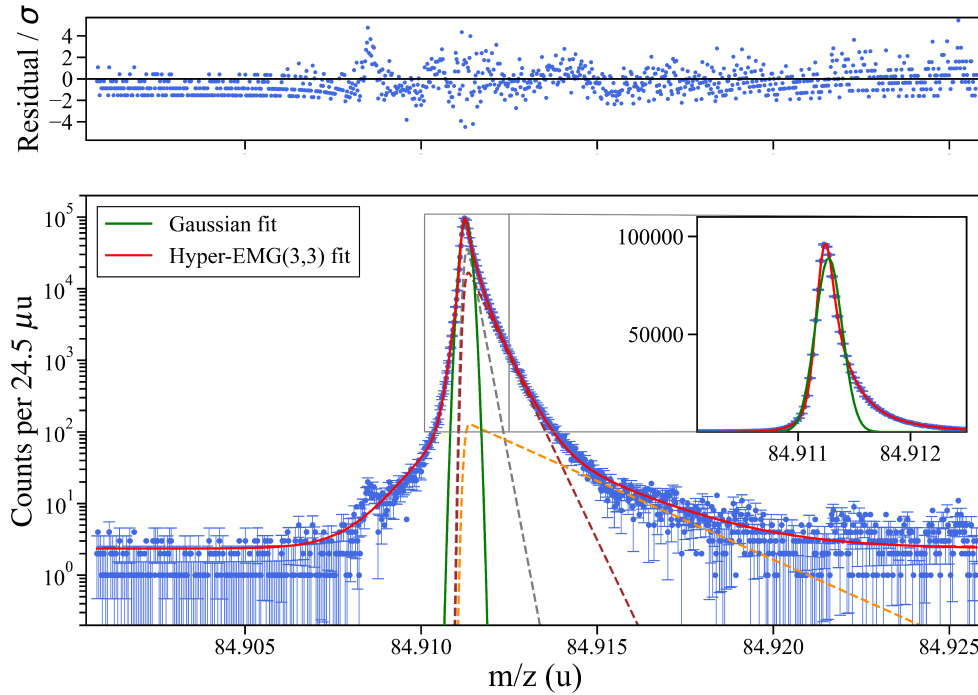 Residual / σ
4
2
0
−2
−4
Counts per 24.5 μu
10⁵
10⁴
10³
10²
10¹
10⁰
Gaussian fit
Hyper-EMG(3,3) fit
100000
50000
84.911 84.912
84.905 84.910 84.915 84.920 84.925
m/z (u)